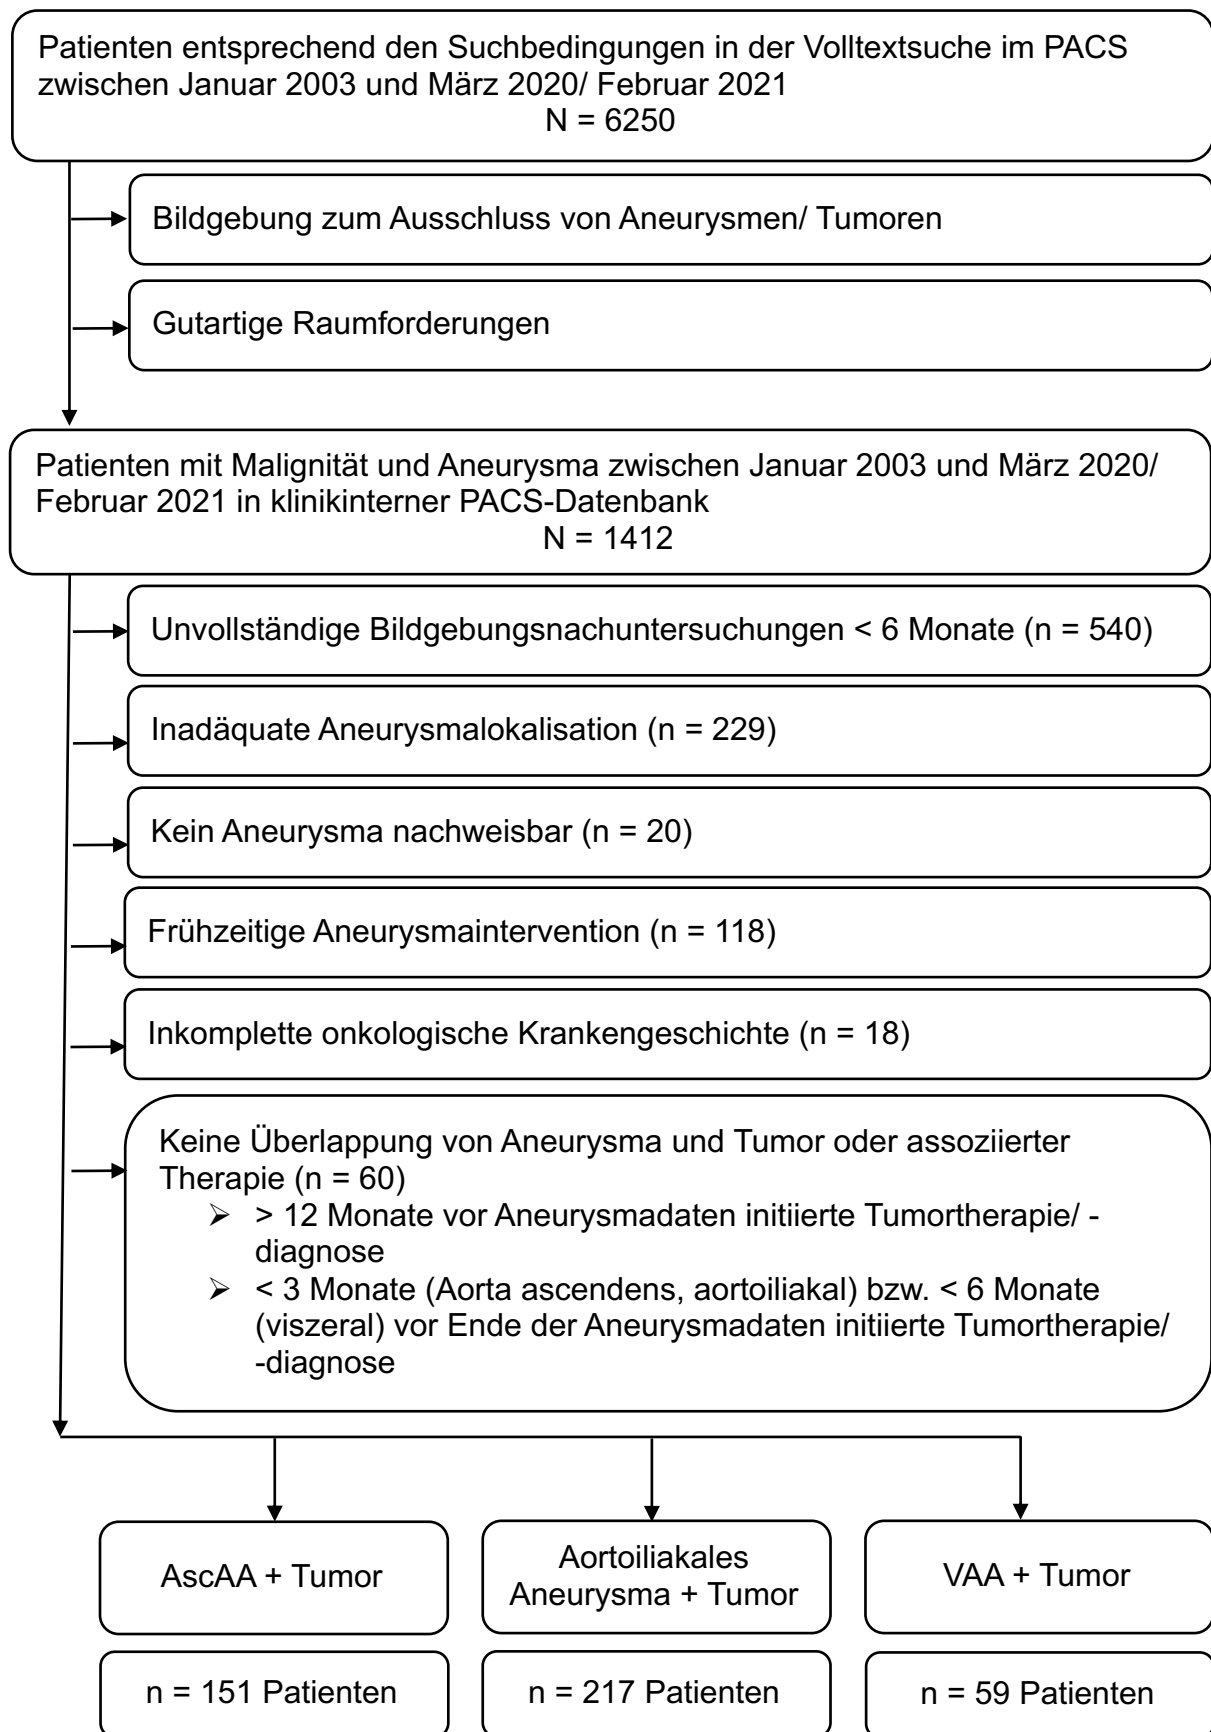 Patienten entsprechend den Suchbedingungen in der Volltextsuche im PACS
zwischen Januar 2003 und März 2020/ Februar 2021
N = 6250
Bildgebung zum Ausschluss von Aneurysmen/ Tumoren
Gutartige Raumforderungen
Patienten mit Malignität und Aneurysma zwischen Januar 2003 und März 2020/
Februar 2021 in klinikinterner PACS-Datenbank
N = 1412
Unvollständige Bildgebungsnachuntersuchungen < 6 Monate (n = 540)
Inadäquate Aneurysmalokalisation (n = 229)
Kein Aneurysma nachweisbar (n = 20)
Frühzeitige Aneurysmaintervention (n = 118)
Inkomplette onkologische Krankengeschichte (n = 18)
Keine Überlappung von Aneurysma und Tumor oder assoziierter
Therapie (n = 60)
➢ > 12 Monate vor Aneurysmadaten initiierte Tumortherapie/ -
diagnose
➢ < 3 Monate (Aorta ascendens, aortoiliakal) bzw. < 6 Monate
(viszeral) vor Ende der Aneurysmadaten initiierte Tumortherapie/
-diagnose
AscAA + Tumor
Aortoiliakales
Aneurysma + Tumor
VAA + Tumor
n = 151 Patienten
n = 217 Patienten
n = 59 Patienten